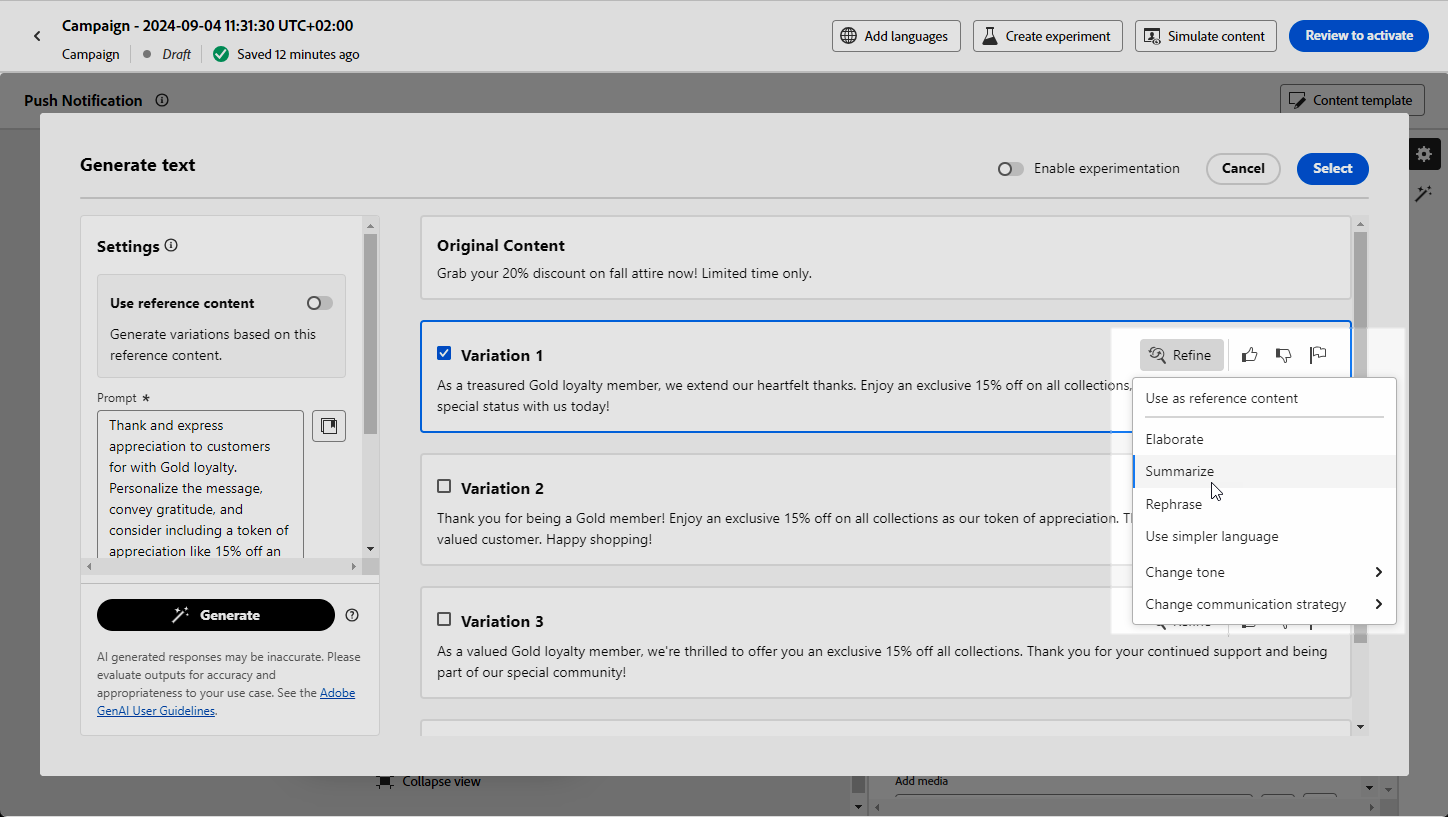 Campaign - 2024-09-04 11:31:30 UTC+02:00
Campaign
Draft
Saved 12 minutes ago
Add languages
Create experiment
Simulate content
Review to activate
Push Notification
Content template
Generate text
Enable experimentation
Cancel
Select
Settings
Use reference content
Generate variations based on this
reference content.
Prompt *
Thank and express
appreciation to customers
for with Gold loyalty.
Personalize the message,
convey gratitude, and
consider including a token of
appreciation like 15% off an
Generate
AI generated responses may be inaccurate. Please
evaluate outputs for accuracy and
appropriateness to your use case. See the Adobe
GenAI User Guidelines.
Original Content
Grab your 20% discount on fall attire now! Limited time only.
Variation 1
As a treasured Gold loyalty member, we extend our heartfelt thanks. Enjoy an exclusive 15% off on all collections,
special status with us today!
Refine
Use as reference content
Elaborate
Summarize
Rephrase
Use simpler language
Change tone
Change communication strategy
Variation 2
Thank you for being a Gold member! Enjoy an exclusive 15% off on all collections as our token of appreciation.
valued customer. Happy shopping!
Variation 3
As a valued Gold loyalty member, we're thrilled to offer you an exclusive 15% off all collections. Thank you for your continued support and being
part of our special community!
Collapse view
Add media